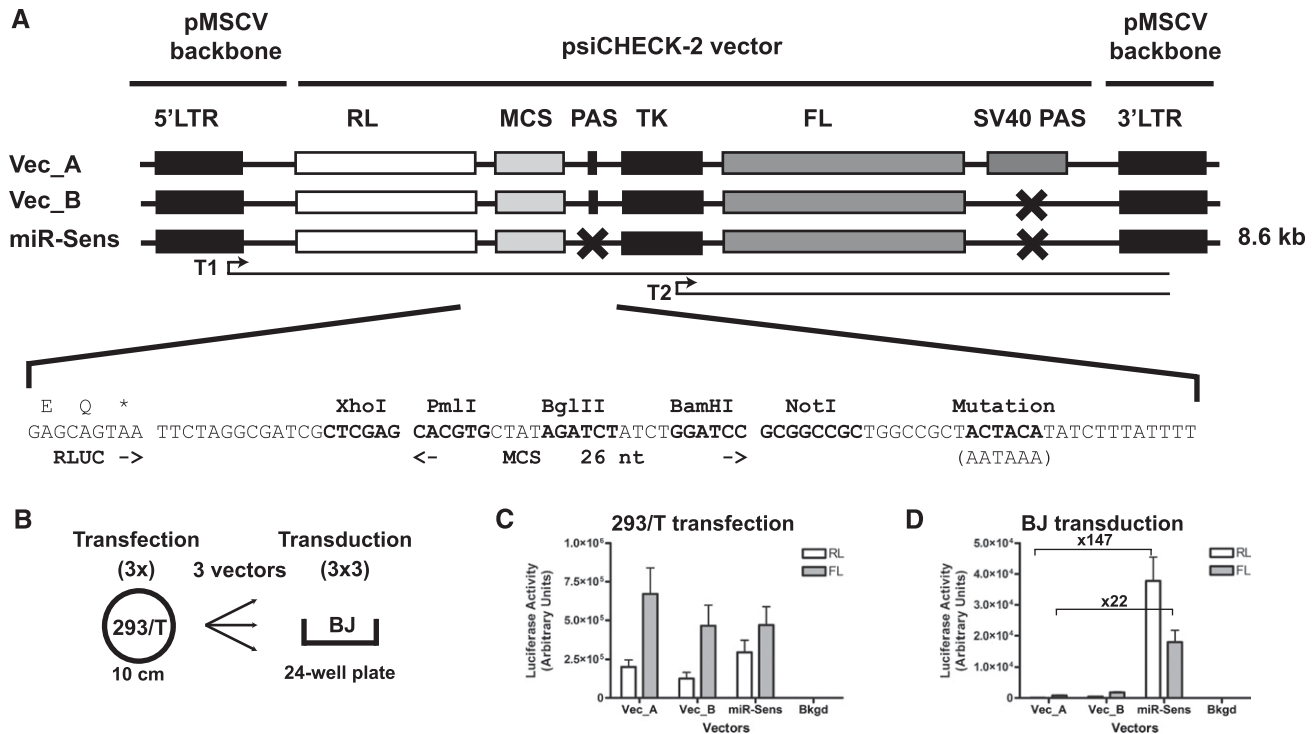 A
pMSCV backbone
psiCHECK-2 vector
pMSCV backbone
5'LTR RL MCS PAS TK FL SV40 PAS 3'LTR
Vec_A
Vec_B
miR-Sens
8.6 kb
T1
T2
E Q *
XhoI PmlI BglII BamHI NotI Mutation
GAGCAGTAA TTCTAGGCGATCGCTCGAG CACGTGCTATAGATCTATCTGGATCC GCGGCCGCTGGCCGCTACTACATATCTTTATTTT
RLUC -> <- MCS 26 nt -> (AATAAA)
B
Transfection (3x)
3 vectors
Transduction (3x3)
293/T
BJ
10 cm
24-well plate
C
293/T transfection
Luciferase Activity (Arbitrary Units)
1.0×10⁶
7.5×10⁵
5.0×10⁵
2.5×10⁵
0
RL
FL
Vec_A Vec_B miR-Sens Bkgd
Vectors
D
BJ transduction
x147
x22
Luciferase Activity (Arbitrary Units)
5.0×10⁴
4.0×10⁴
3.0×10⁴
2.0×10⁴
1.0×10⁴
0
RL
FL
Vec_A Vec_B miR-Sens Bkgd
Vectors